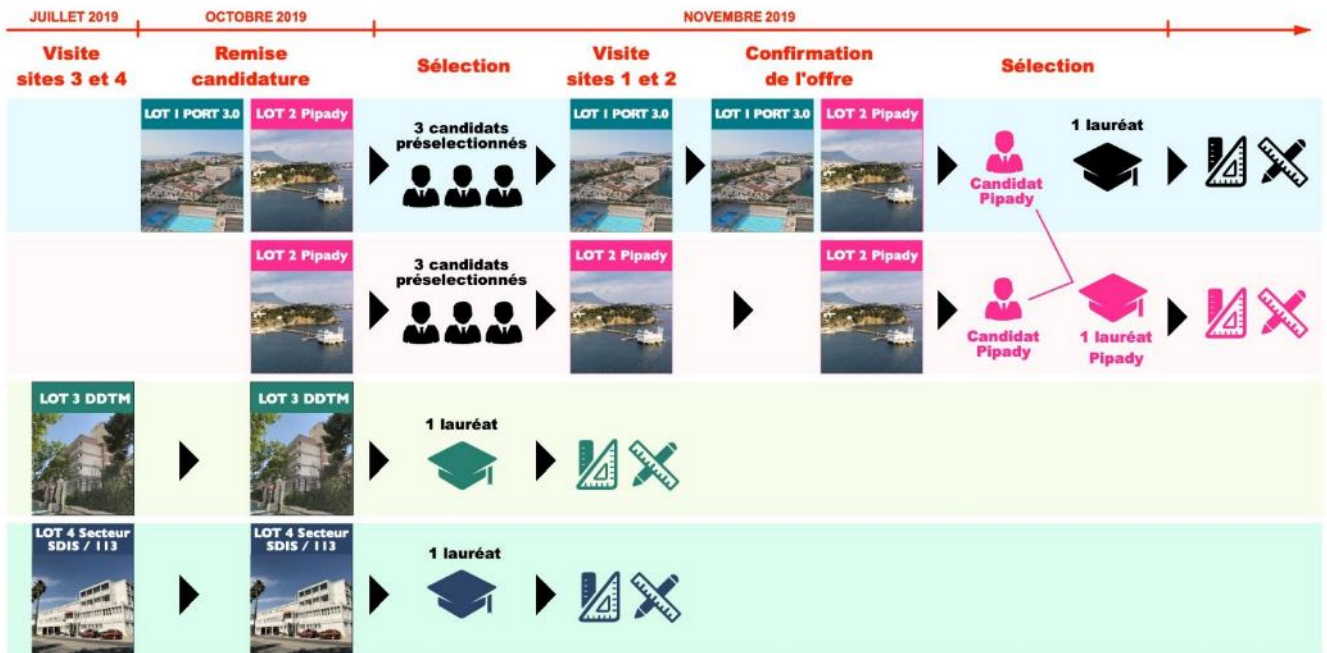 JUILLET 2019
OCTOBRE 2019
NOVEMBRE 2019
Visite
sites 3 et 4
Remise
candidature
Sélection
Visite
sites 1 et 2
Confirmation
de l'offre
Sélection
LOT 1 PORT 3.0
LOT 2 Pipady
3 candidats
préselectionnés
LOT 1 PORT 3.0
LOT 1 PORT 3.0
LOT 2 Pipady
Candidat
Pipady
1 lauréat
LOT 2 Pipady
3 candidats
préselectionnés
LOT 2 Pipady
LOT 2 Pipady
Candidat
Pipady
1 lauréat
Pipady
LOT 3 DDTM
LOT 3 DDTM
1 lauréat
LOT 4 Secteur
SDIS / 113
LOT 4 Secteur
SDIS / 113
1 lauréat